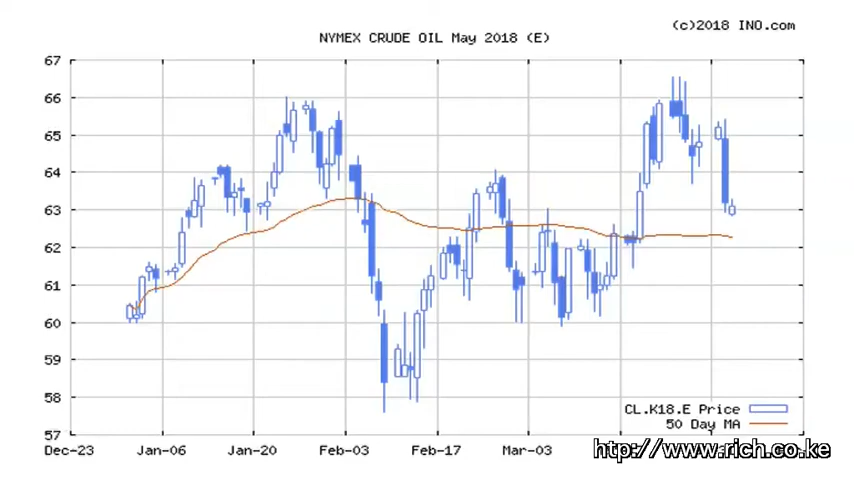 (c)2018 INO.com
NYMEX CRUDE OIL May 2018 (E)
67
66
65
64
63
62
61
60
59
58
57
CL.K18.E Price
50 Day MA
Dec-23 Jan-06 Jan-20 Feb-03 Feb-17 Mar-03
http://www.rich.co.ke